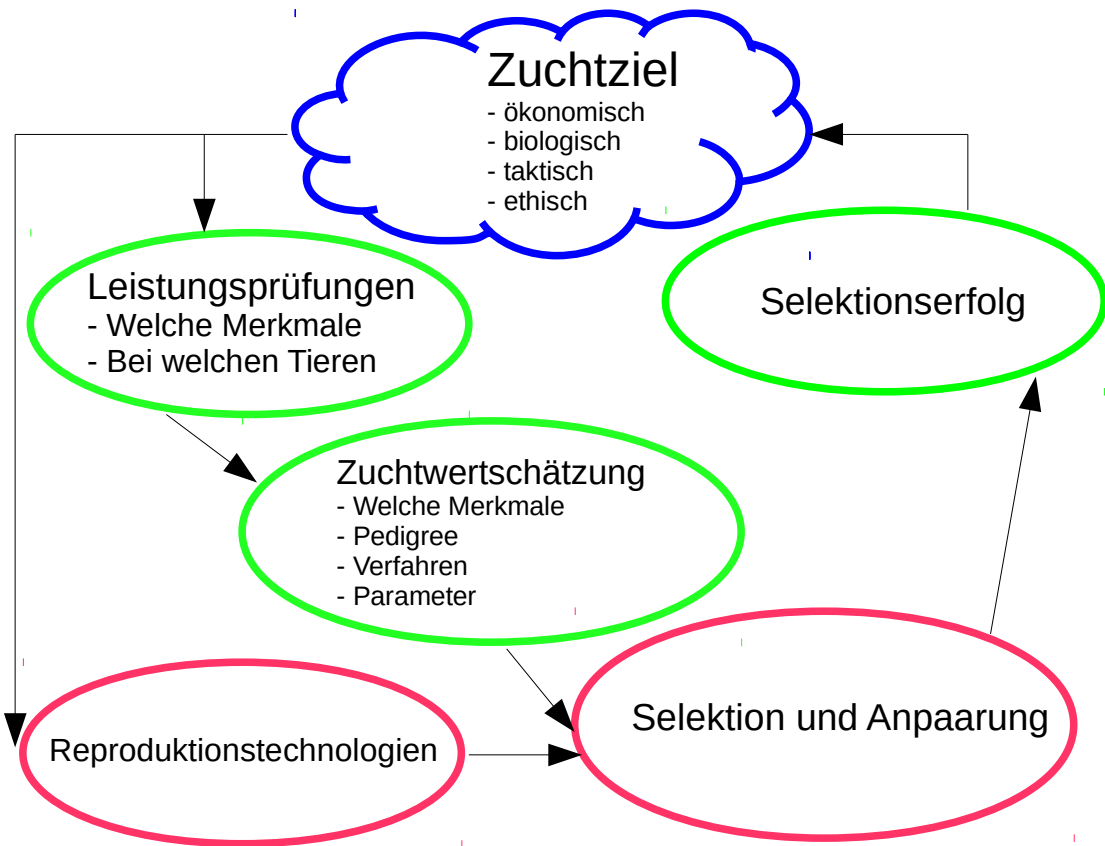 Zuchtziel
- ökonomisch
- biologisch
- taktisch
- ethisch
Leistungsprüfungen
- Welche Merkmale
- Bei welchen Tieren
Selektionserfolg
Zuchtwertschätzung
- Welche Merkmale
- Pedigree
- Verfahren
- Parameter
Selektion und Anpaarung
Reproduktionstechnologien